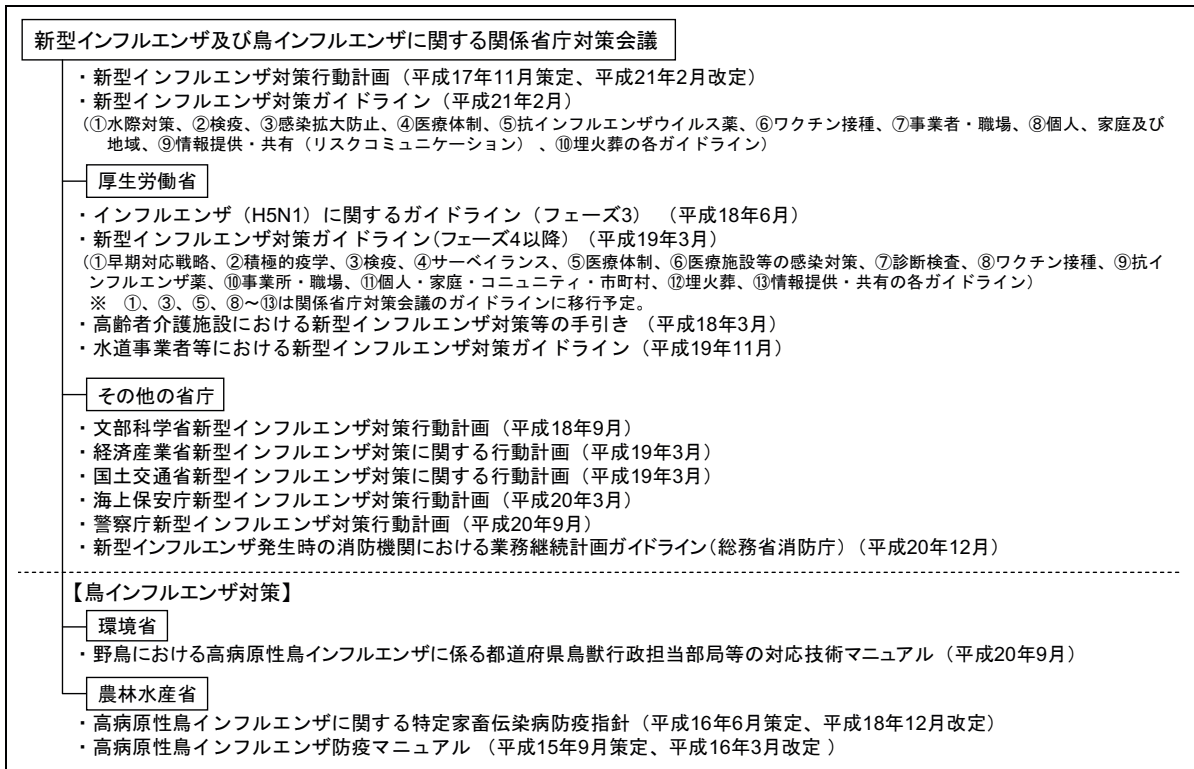 新型インフルエンザ及び鳥インフルエンザに関する関係省庁対策会議
・新型インフルエンザ対策行動計画（平成17年11月策定、平成21年2月改定）
・新型インフルエンザ対策ガイドライン（平成21年2月）
（①水際対策、②検疫、③感染拡大防止、④医療体制、⑤抗インフルエンザウイルス薬、⑥ワクチン接種、⑦事業者・職場、⑧個人、家庭及び
地域、⑨情報提供・共有（リスクコミュニケーション）、⑩埋火葬の各ガイドライン）
厚生労働省
・インフルエンザ（H5N1）に関するガイドライン（フェーズ3）（平成18年6月）
・新型インフルエンザ対策ガイドライン（フェーズ4以降）（平成19年3月）
（①早期対応戦略、②積極的疫学、③検疫、④サーベイランス、⑤医療体制、⑥医療施設等の感染対策、⑦診断検査、⑧ワクチン接種、⑨抗イ
ンフルエンザ薬、⑩事業所・職場、⑪個人・家庭・コニュニティ・市町村、⑫埋火葬、⑬情報提供・共有の各ガイドライン）
※ ①、③、⑤、⑧～⑬は関係省庁対策会議のガイドラインに移行予定。
・高齢者介護施設における新型インフルエンザ対策等の手引き（平成18年3月）
・水道事業者等における新型インフルエンザ対策ガイドライン（平成19年11月）
その他の省庁
・文部科学省新型インフルエンザ対策行動計画（平成18年9月）
・経済産業省新型インフルエンザ対策に関する行動計画（平成19年3月）
・国土交通省新型インフルエンザ対策に関する行動計画（平成19年3月）
・海上保安庁新型インフルエンザ対策行動計画（平成20年3月）
・警察庁新型インフルエンザ対策行動計画（平成20年9月）
・新型インフルエンザ発生時の消防機関における業務継続計画ガイドライン（総務省消防庁）（平成20年12月）
【鳥インフルエンザ対策】
環境省
・野鳥における高病原性鳥インフルエンザに係る都道府県鳥獣行政担当部局等の対応技術マニュアル（平成20年9月）
農林水産省
・高病原性鳥インフルエンザに関する特定家畜伝染病防疫指針（平成16年6月策定、平成18年12月改定）
・高病原性鳥インフルエンザ防疫マニュアル（平成15年9月策定、平成16年3月改定 ）